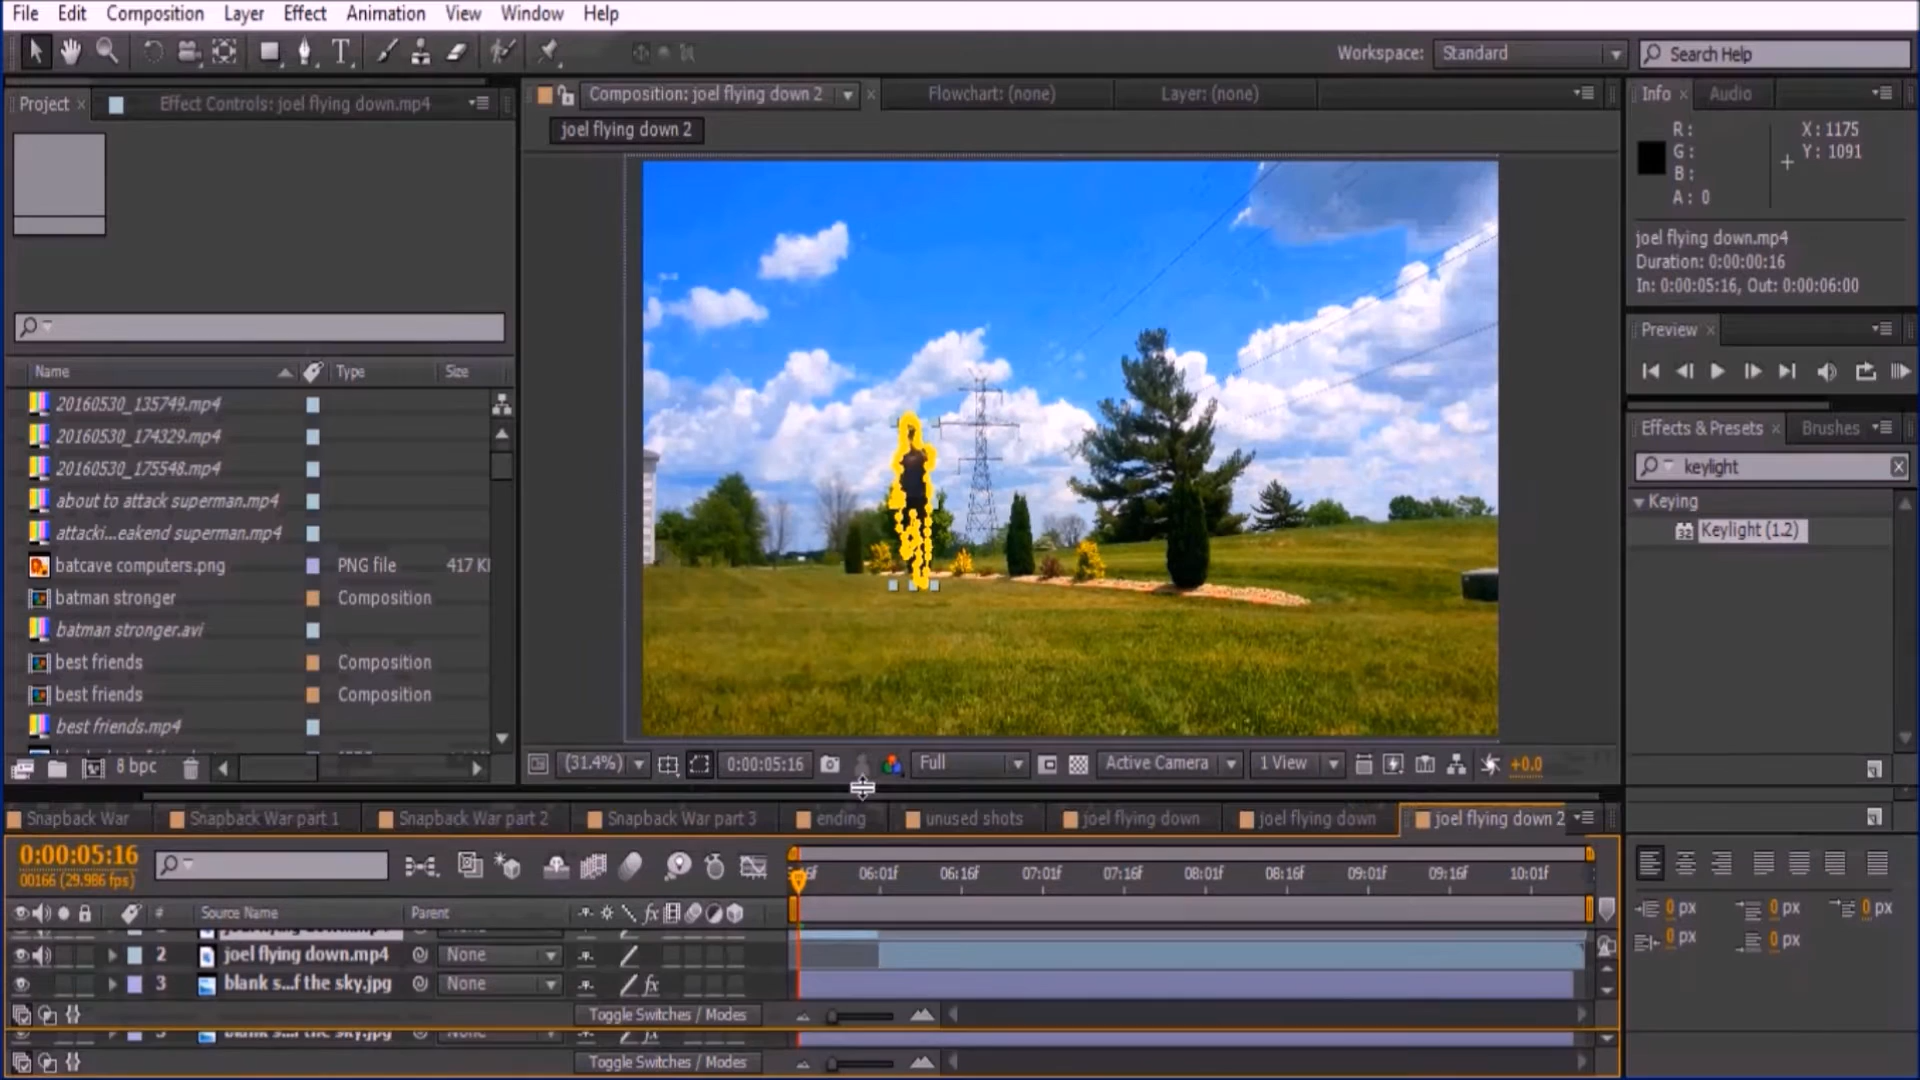 File Edit Composition Layer Effect Animation View Window Help
Workspace: Standard Search Help
Project × Effect Controls: joel flying down.mp4
Composition: joel flying down 2 × Flowchart: (none) Layer: (none)
joel flying down 2
Info × Audio
R: X: 1175
G: Y: 1091
B:
A: 0
joel flying down.mp4
Duration: 0:00:00:16
In: 0:00:05:16, Out: 0:00:06:00
Preview ×
Effects & Presets × Brushes
keylight
Keying
32 Keylight (1.2)
Name Type Size
20160530_135749.mp4
20160530_174329.mp4
20160530_175548.mp4
about to attack superman.mp4
attacki...eakend superman.mp4
batcave computers.png PNG file 417 K
batman stronger Composition
batman stronger.avi
best friends Composition
best friends Composition
best friends.mp4
8 bpc
(31.4%) 0:00:05:16 Full Active Camera 1 View +0.0
Snapback War Snapback War part 1 Snapback War part 2 Snapback War part 3 ending unused shots joel flying down joel flying down joel flying down 2
0:00:05:16
00166 (29.986 fps)
06:01f 06:16f 07:01f 07:16f 08:01f 08:16f 09:01f 09:16f 10:01f
# Source Name Parent
2 joel flying down.mp4 None
3 blank s...f the sky.jpg None
Toggle Switches / Modes
blank s...f the sky.jpg
Toggle Switches / Modes
0 px 0 px 0 px
0 px 0 px